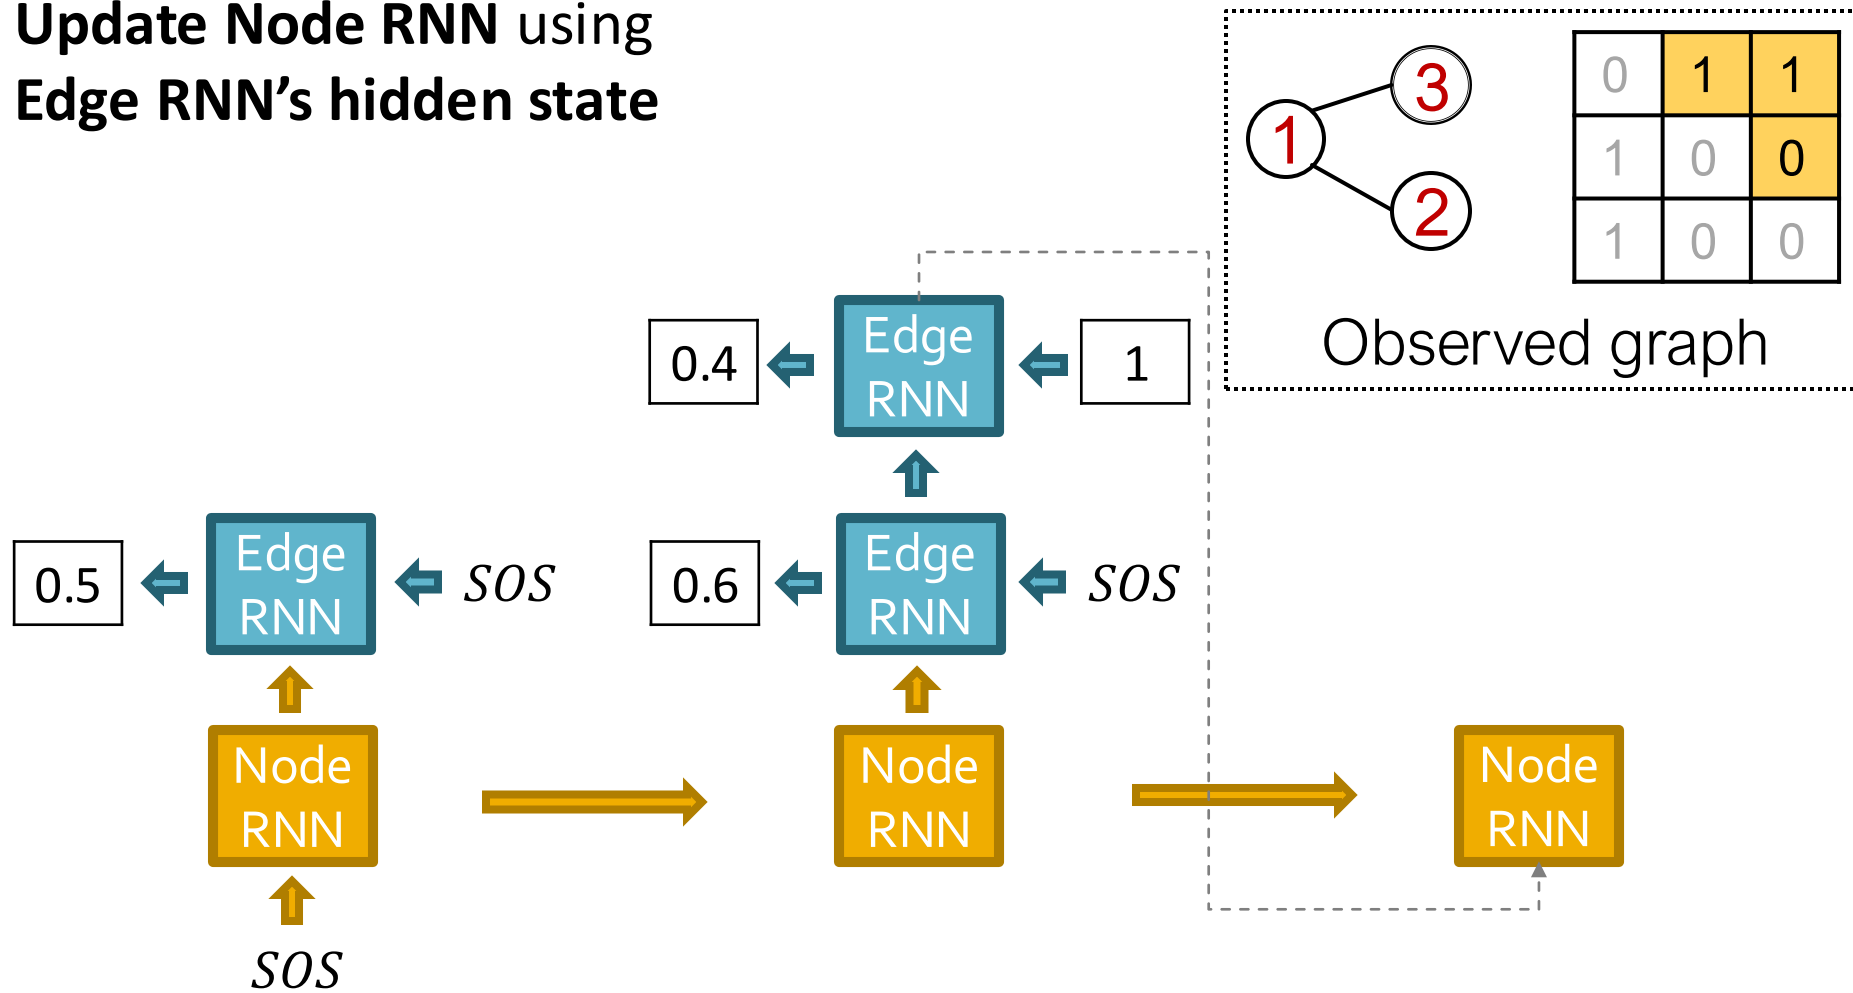 Update Node RNN using
Edge RNN’s hidden state
3
1
2
0 1 1
1 0 0
1 0 0
Observed graph
0.4
Edge
RNN
1
0.5
Edge
RNN
SOS
0.6
Edge
RNN
SOS
Node
RNN
Node
RNN
Node
RNN
SOS